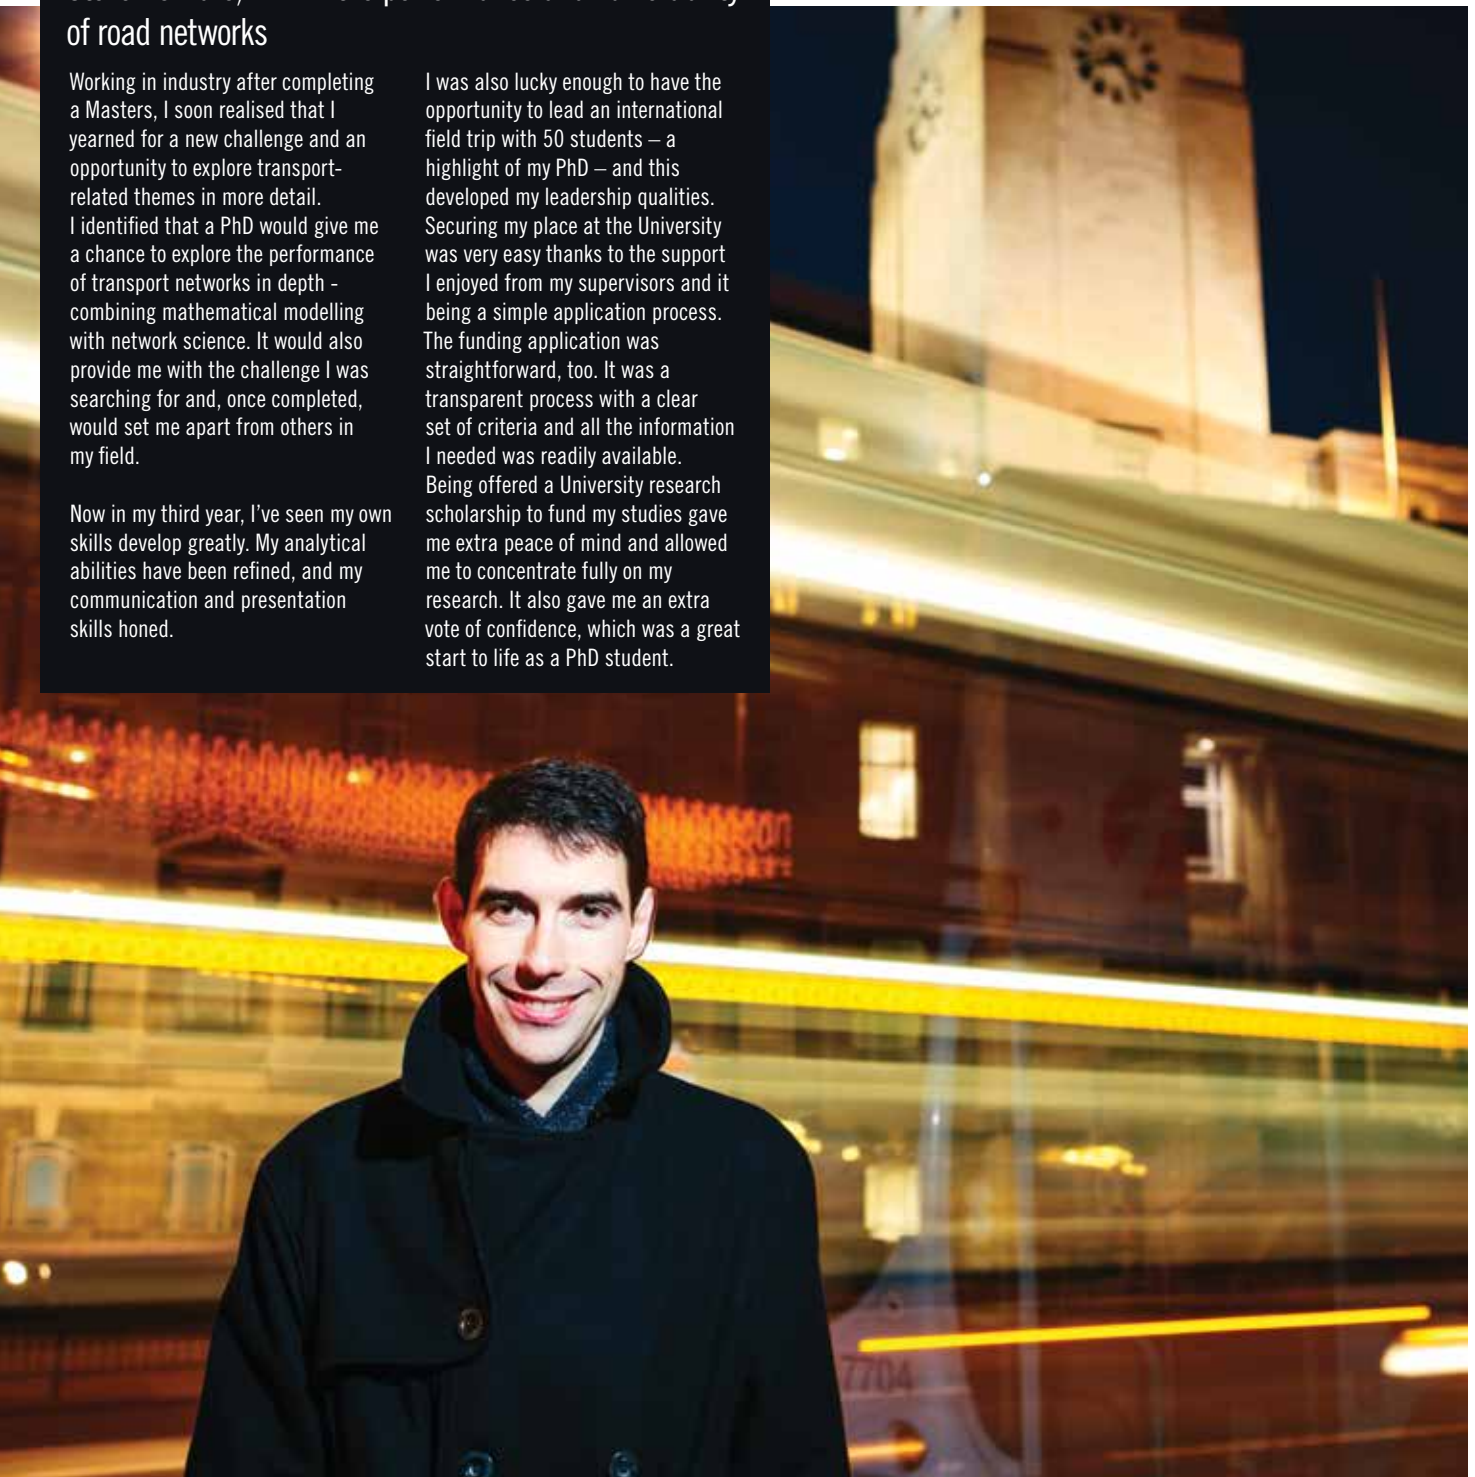 of road networks
Working in industry after completing
a Masters, I soon realised that I
yearned for a new challenge and an
opportunity to explore transport-
related themes in more detail.
I identified that a PhD would give me
a chance to explore the performance
of transport networks in depth -
combining mathematical modelling
with network science. It would also
provide me with the challenge I was
searching for and, once completed,
would set me apart from others in
my field.
Now in my third year, I've seen my own
skills develop greatly. My analytical
abilities have been refined, and my
communication and presentation
skills honed.
I was also lucky enough to have the
opportunity to lead an international
field trip with 50 students – a
highlight of my PhD – and this
developed my leadership qualities.
Securing my place at the University
was very easy thanks to the support
I enjoyed from my supervisors and it
being a simple application process.
The funding application was
straightforward, too. It was a
transparent process with a clear
set of criteria and all the information
I needed was readily available.
Being offered a University research
scholarship to fund my studies gave
me extra peace of mind and allowed
me to concentrate fully on my
research. It also gave me an extra
vote of confidence, which was a great
start to life as a PhD student.
7704